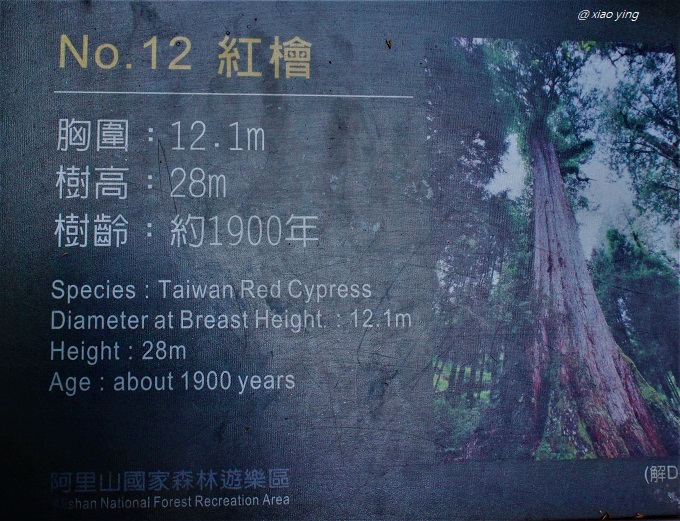 @ xiao ying
No.12 紅檜
胸圍：12.1m
樹高：28m
樹齡：約1900年
Species : Taiwan Red Cypress
Diameter at Breast Height. : 12.1m
Height : 28m
Age : about 1900 years
阿里山國家森林遊樂區
National Forest Recreation Area
(解D